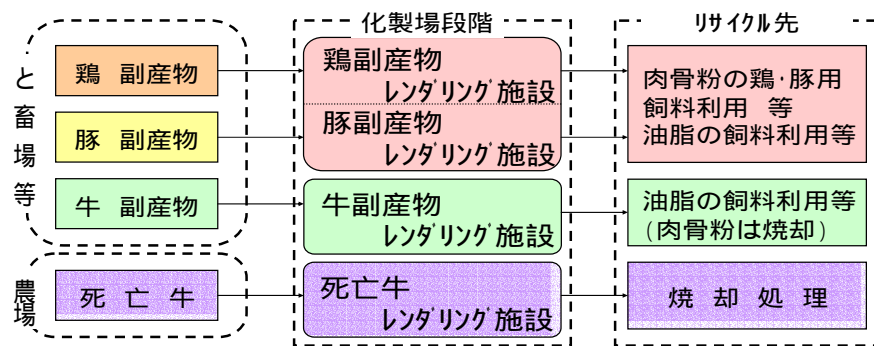 化製場段階
リサイクル先
と畜場等
鶏 副産物
豚 副産物
牛 副産物
農場
死 亡 牛
鶏副産物
レンダリング施設
豚副産物
レンダリング施設
牛副産物
レンダリング施設
死亡牛
レンダリング施設
肉骨粉の鶏・豚用
飼料利用 等
油脂の飼料利用等
油脂の飼料利用等
(肉骨粉は焼却)
焼 却 処 理